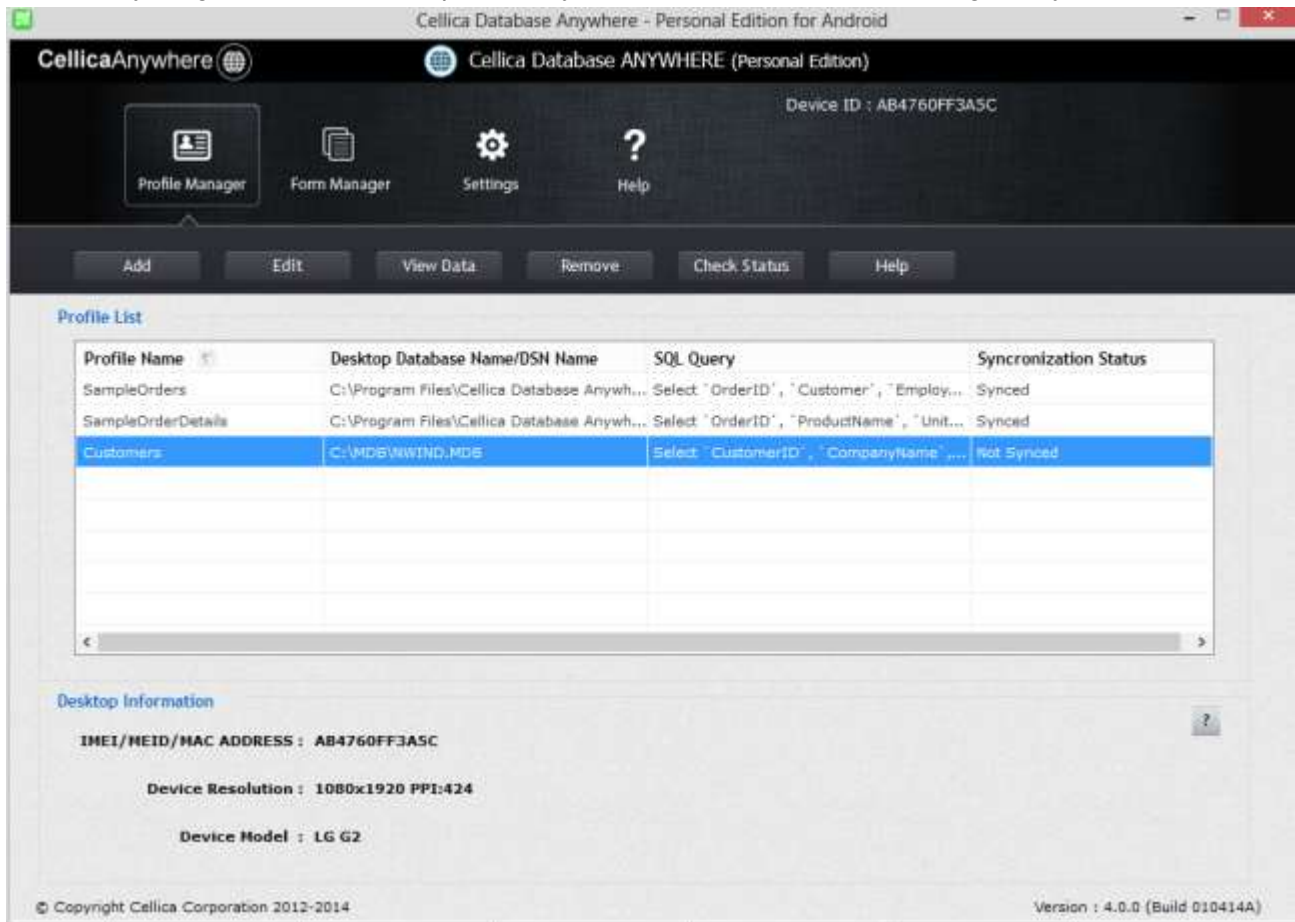 Cellica Database Anywhere - Personal Edition for Android
CellicaAnywhere
Cellica Database ANYWHERE (Personal Edition)
Device ID : AB4760FF3A5C
Profile Manager Form Manager Settings ? Help
Add Edit View Data Remove Check Status Help
Profile List
Profile Name Desktop Database Name/DSN Name SQL Query Syncronization Status
SampleOrders C:\Program Files\Cellica Database Anywh... Select `OrderID`, `Customer`, `Employ... Synced
SampleOrderDetails C:\Program Files\Cellica Database Anywh... Select `OrderID`, `ProductName`, `Unit... Synced
Customers C:\MDB\NWIND.MDB Select `CustomerID`, `CompanyName`,... Not Synced
Desktop Information
?
IMEI/MEID/MAC ADDRESS : AB4760FF3A5C
Device Resolution : 1080x1920 PPI:424
Device Model : LG G2
© Copyright Cellica Corporation 2012-2014 Version : 4.0.0 (Build 010414A)